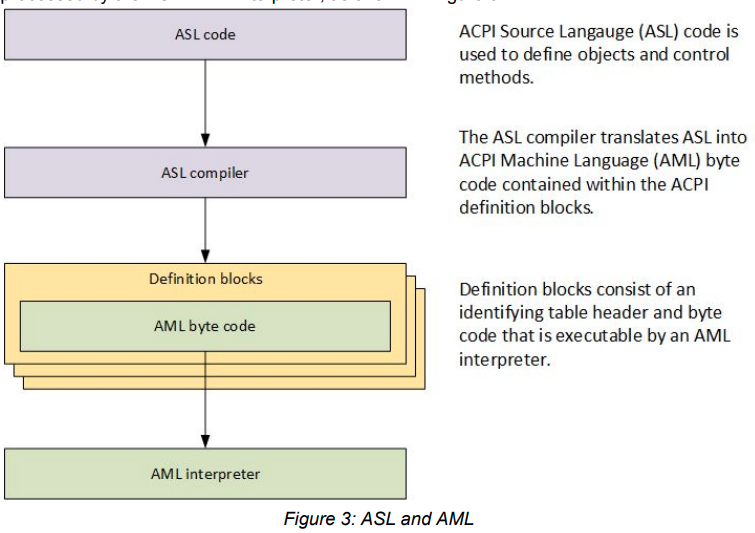 ASL code
ACPI Source Langauge (ASL) code is
used to define objects and control
methods.
ASL compiler
The ASL compiler translates ASL into
ACPI Machine Language (AML) byte
code contained within the ACPI
definition blocks.
Definition blocks
AML byte code
Definition blocks consist of an
identifying table header and byte
code that is executable by an AML
interpreter.
AML interpreter
Figure 3: ASL and AML